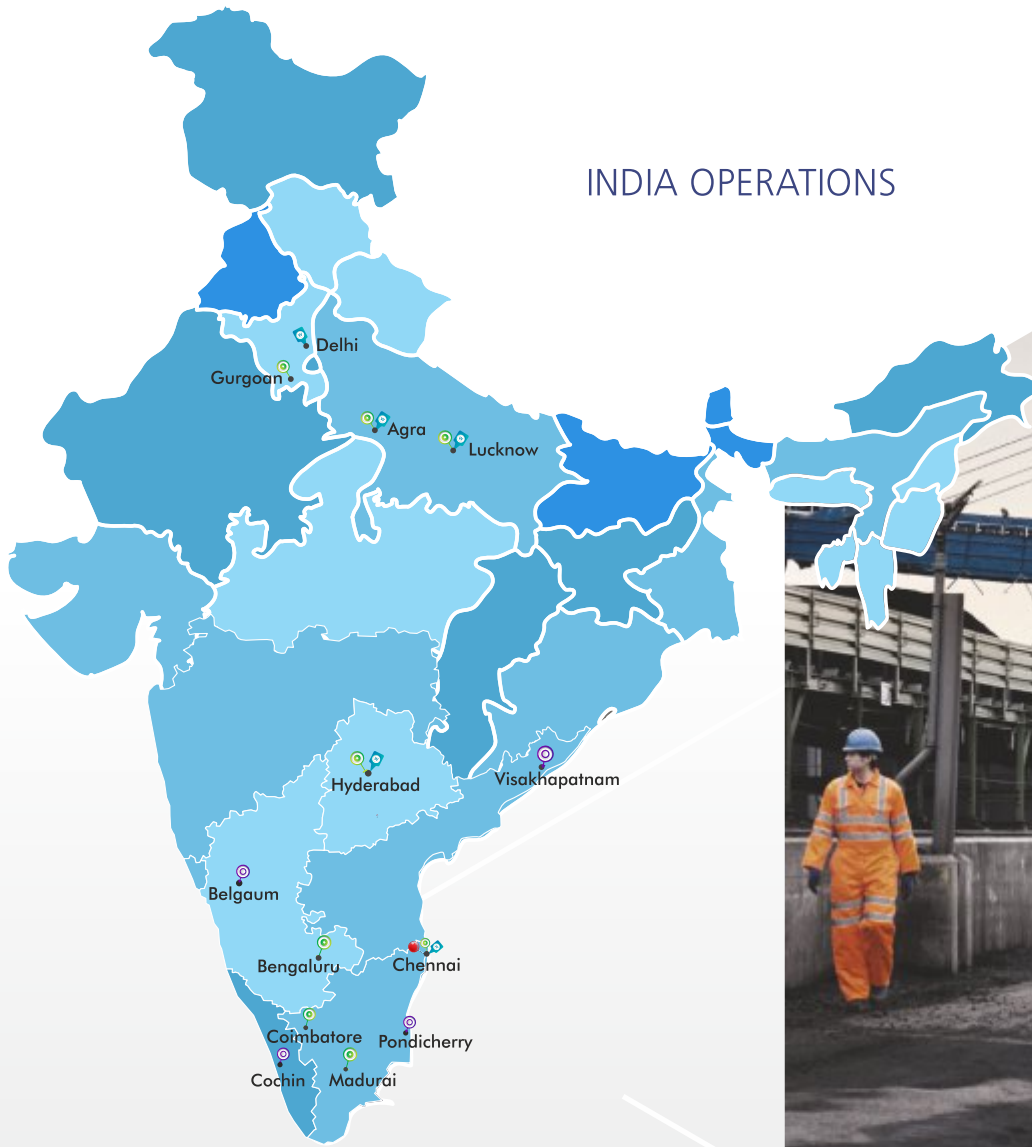 INDIA OPERATIONS
Delhi
Gurgoan
Agra
Lucknow
Hyderabad
Visakhapatnam
Belgaum
Bengaluru
Chennai
Coimbatore
Pondicherry
Cochin
Madurai